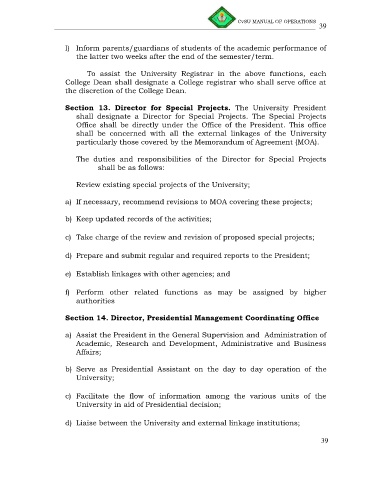 CvSU MANUAL OF OPERATIONS
39
l) Inform parents/guardians of students of the academic performance of
the latter two weeks after the end of the semester/term.
To assist the University Registrar in the above functions, each
College Dean shall designate a College registrar who shall serve office at
the discretion of the College Dean.
Section 13. Director for Special Projects. The University President
shall designate a Director for Special Projects. The Special Projects
Office shall be directly under the Office of the President. This office
shall be concerned with all the external linkages of the University
particularly those covered by the Memorandum of Agreement (MOA).
The duties and responsibilities of the Director for Special Projects
shall be as follows:
Review existing special projects of the University;
a) If necessary, recommend revisions to MOA covering these projects;
b) Keep updated records of the activities;
c) Take charge of the review and revision of proposed special projects;
d) Prepare and submit regular and required reports to the President;
e) Establish linkages with other agencies; and
f) Perform other related functions as may be assigned by higher
authorities
Section 14. Director, Presidential Management Coordinating Office
a) Assist the President in the General Supervision and Administration of
Academic, Research and Development, Administrative and Business
Affairs;
b) Serve as Presidential Assistant on the day to day operation of the
University;
c) Facilitate the flow of information among the various units of the
University in aid of Presidential decision;
d) Liaise between the University and external linkage institutions;
39